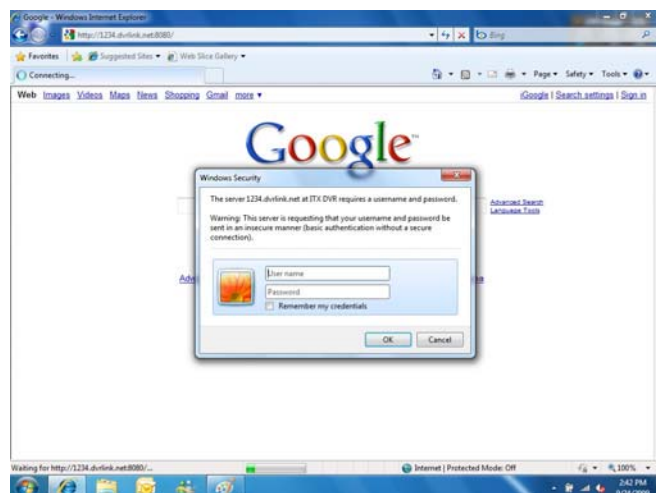 Google - Windows Internet Explorer
http://1234.dvrlink.net:8080/
Bing
Favorites Suggested Sites Web Slice Gallery
Connecting...
Page Safety Tools
Web Images Videos Maps News Shopping Gmail more
iGoogle | Search settings | Sign in
Google
Advanced Search
Language Tools
Windows Security
The server 1234.dvrlink.net at ITX DVR requires a username and password.
Warning: This server is requesting that your username and password be
sent in an insecure manner (basic authentication without a secure
connection).
User name
Password
Remember my credentials
OK Cancel
Waiting for http://1234.dvrlink.net:8080/...
Internet | Protected Mode: Off
100%
2:42 PM